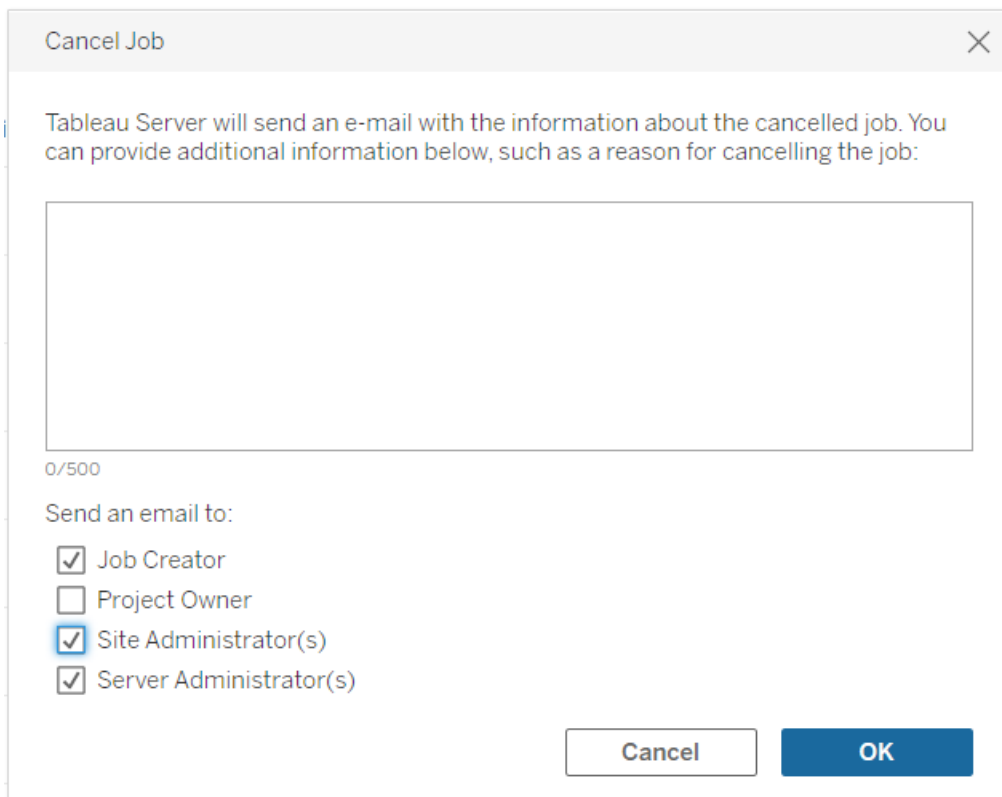 Cancel Job
Tableau Server will send an e-mail with the information about the cancelled job. You
can provide additional information below, such as a reason for cancelling the job:
0/500
Send an email to:
Job Creator
Project Owner
Site Administrator(s)
Server Administrator(s)
Cancel
OK